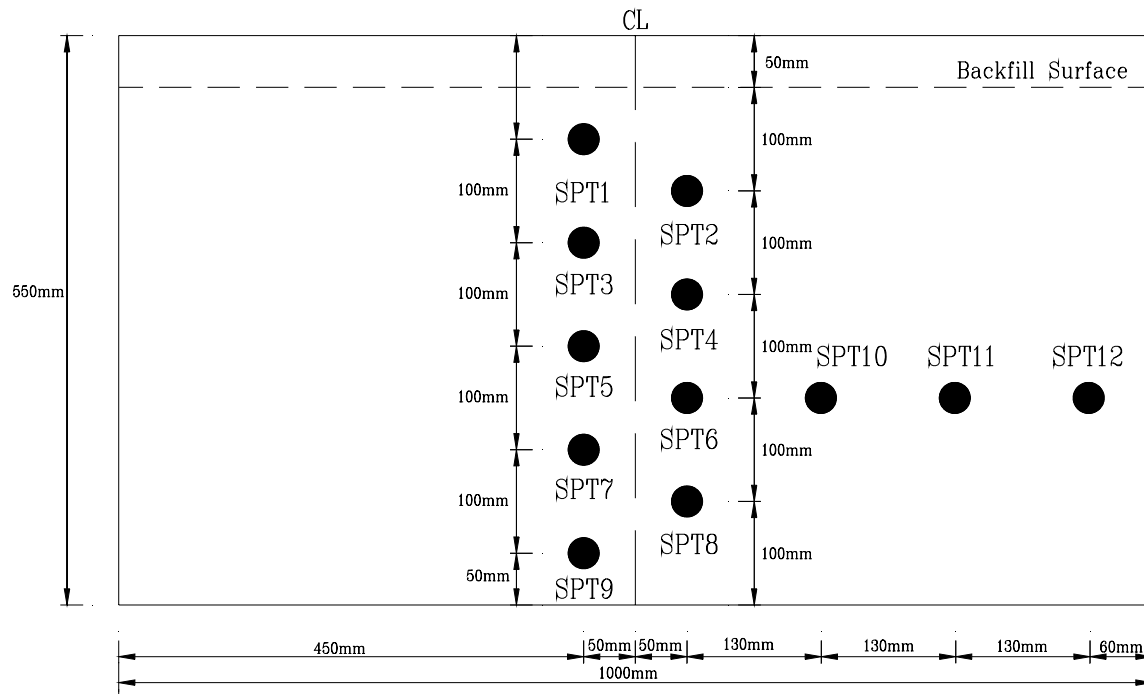 CL
50mm
Backfill Surface
100mm
SPT1
100mm
SPT2
100mm
SPT3
550mm
100mm
SPT4
100mm
SPT10
SPT11
SPT12
SPT5
100mm
SPT6
100mm
SPT7
100mm
SPT8
100mm
50mm
SPT9
450mm
50mm
50mm
130mm
130mm
130mm
60mm
1000mm